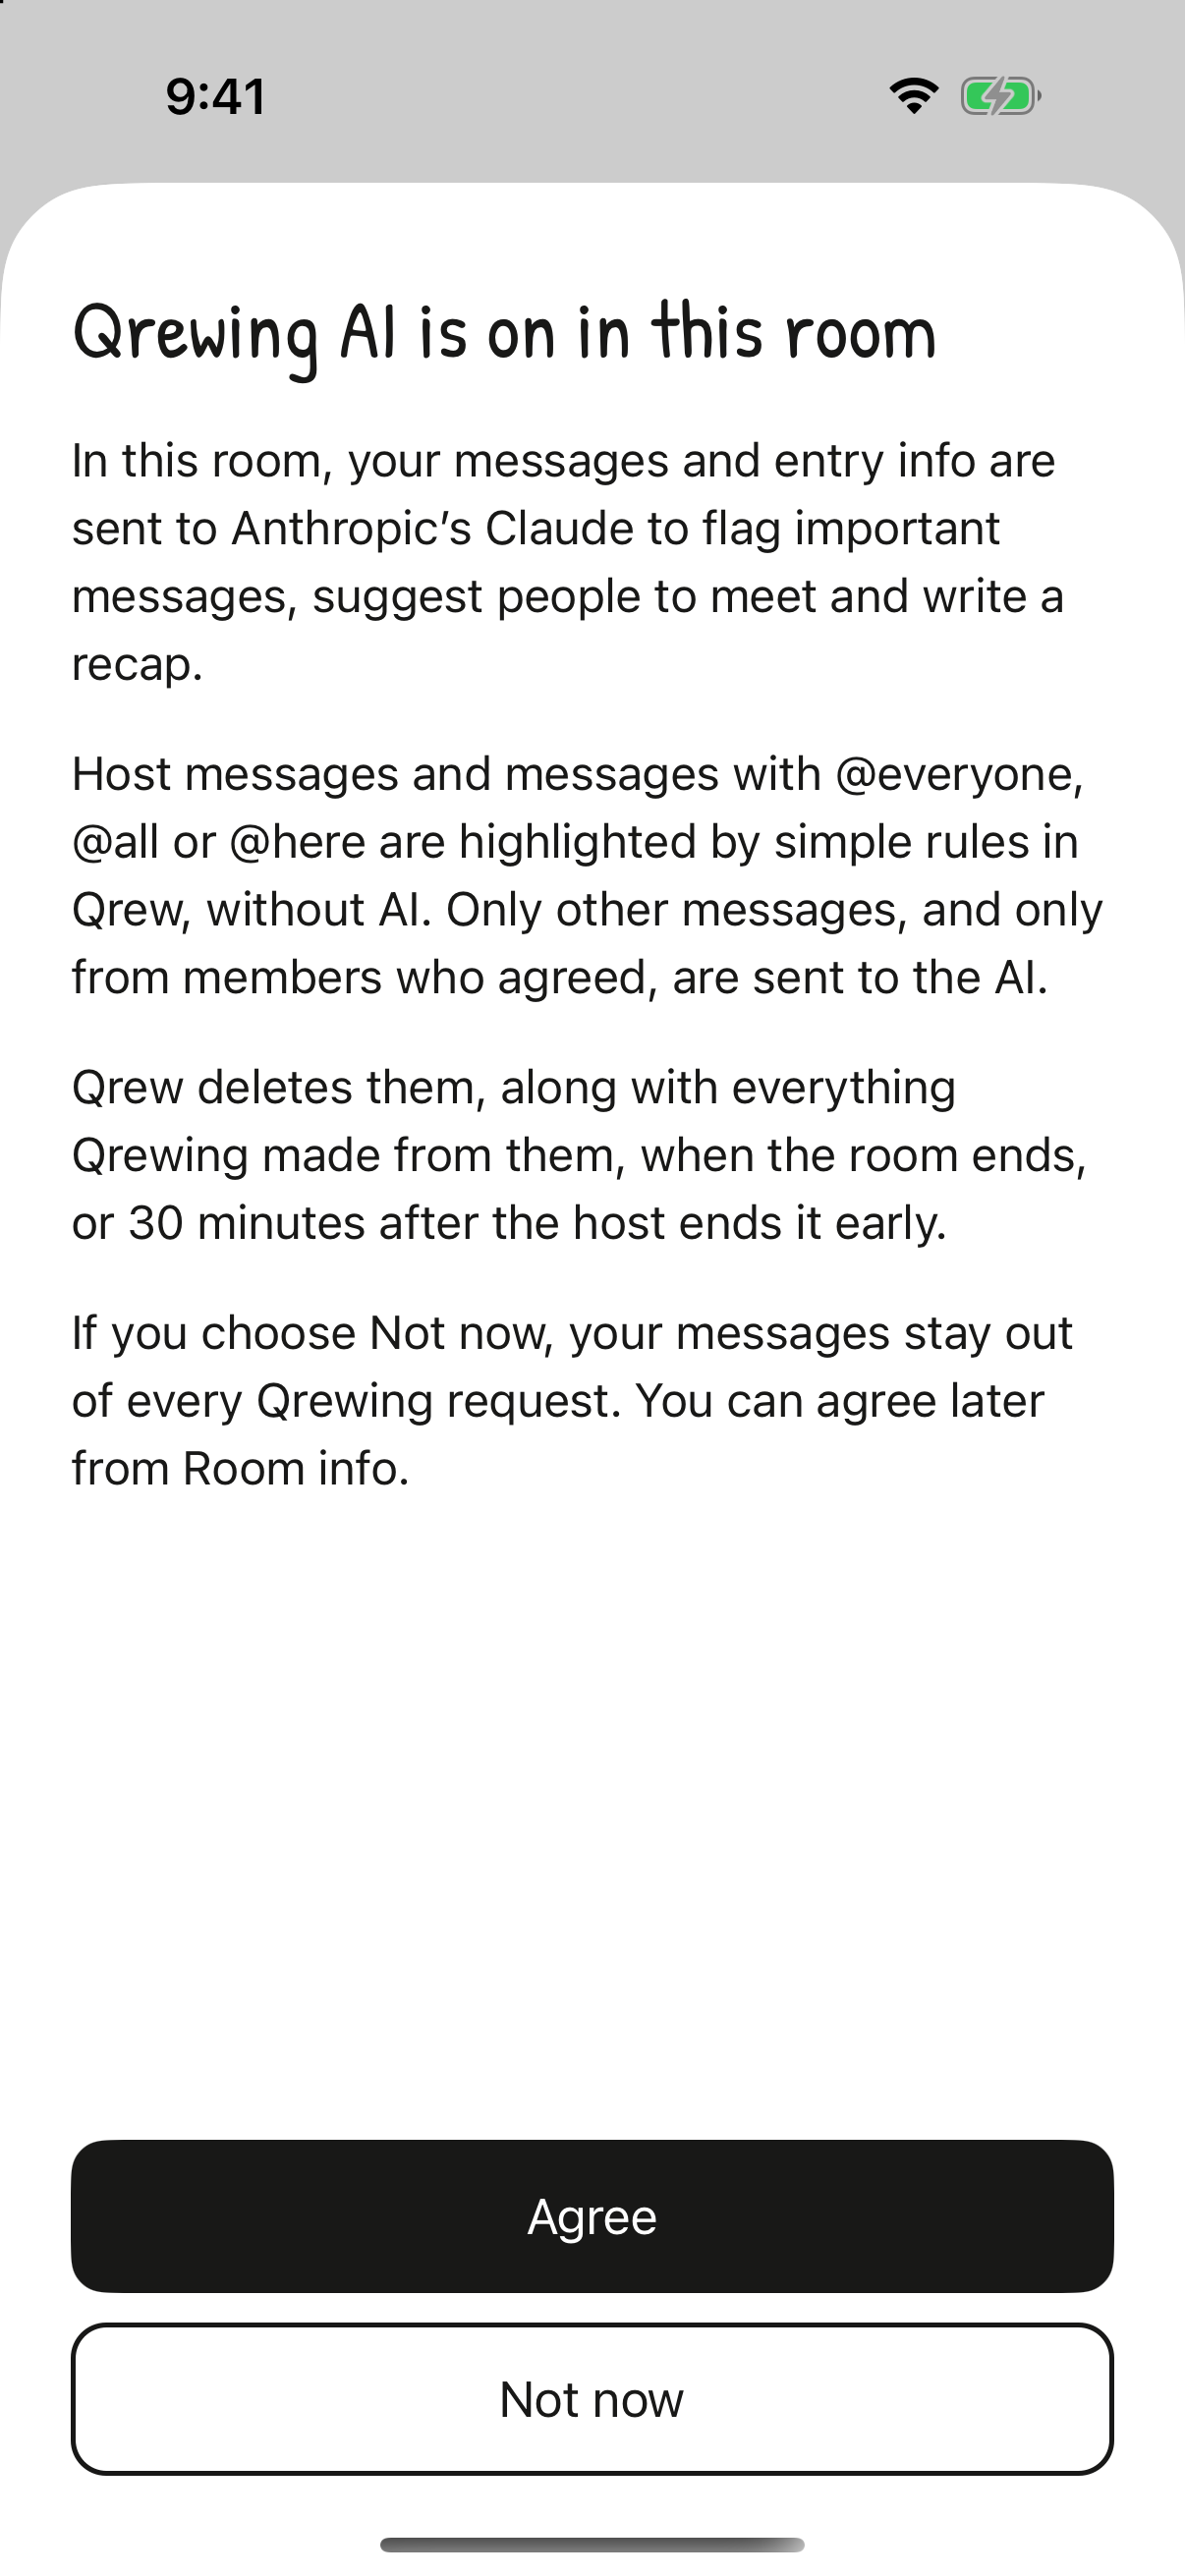 9:41
Qrewing AI is on in this room
In this room, your messages and entry info are
sent to Anthropic’s Claude to flag important
messages, suggest people to meet and write a
recap.
Host messages and messages with @everyone,
@all or @here are highlighted by simple rules in
Qrew, without AI. Only other messages, and only
from members who agreed, are sent to the AI.
Qrew deletes them, along with everything
Qrewing made from them, when the room ends,
or 30 minutes after the host ends it early.
If you choose Not now, your messages stay out
of every Qrewing request. You can agree later
from Room info.
Agree
Not now